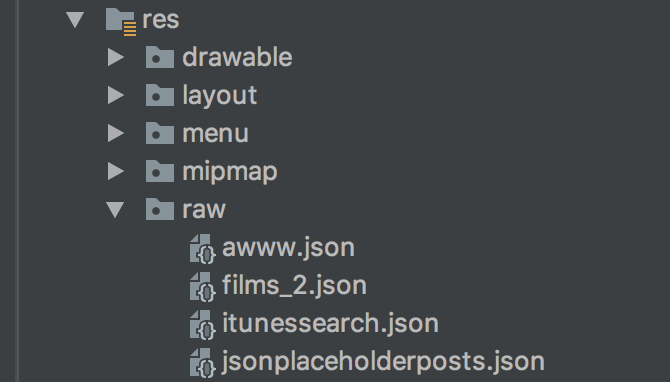 res
drawable
layout
menu
mipmap
raw
awww.json
films_2.json
itunessearch.json
jsonplaceholderposts.json